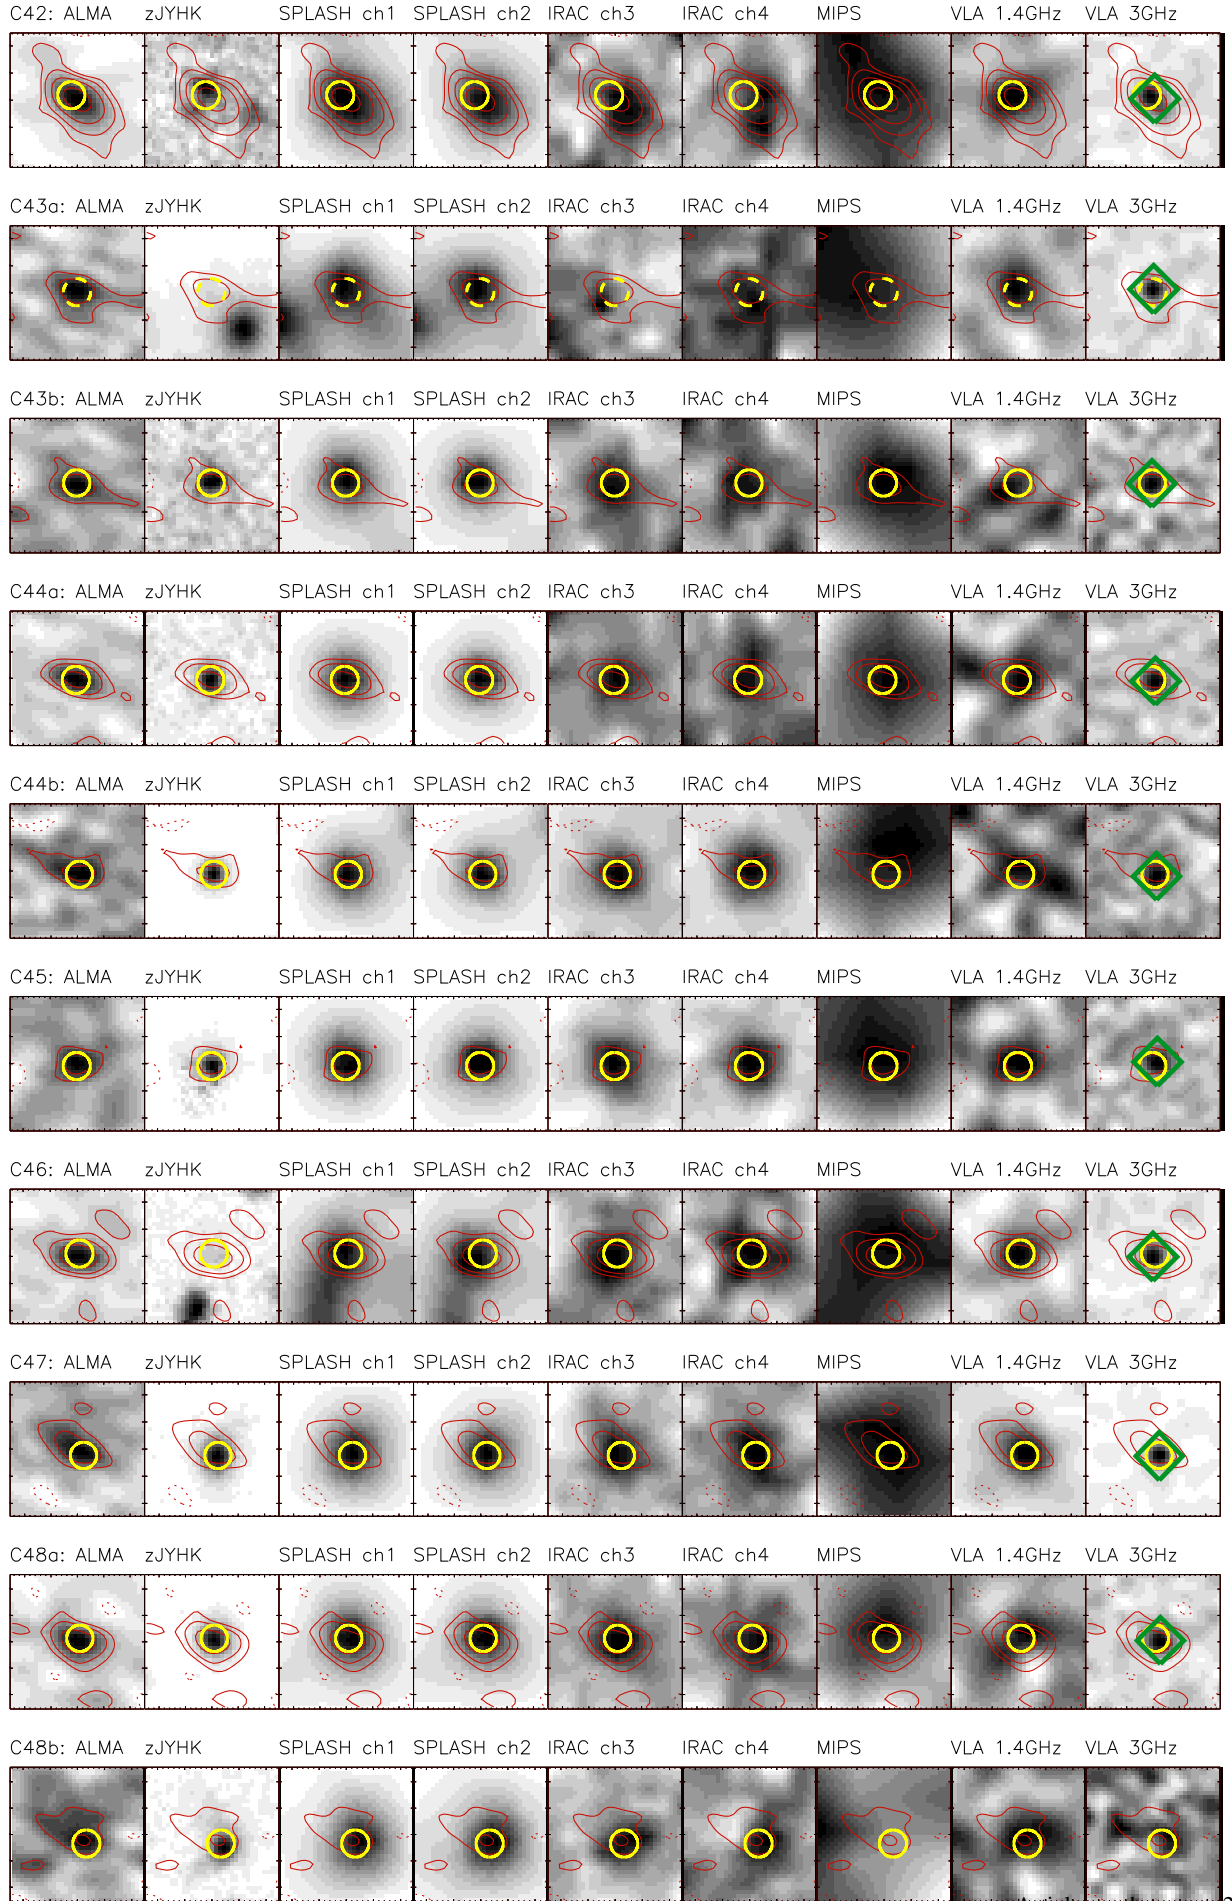 C42: ALMA zJYHK SPLASH ch1 SPLASH ch2 IRAC ch3 IRAC ch4 MIPS VLA 1.4GHz VLA 3GHz
C43a: ALMA zJYHK SPLASH ch1 SPLASH ch2 IRAC ch3 IRAC ch4 MIPS VLA 1.4GHz VLA 3GHz
C43b: ALMA zJYHK SPLASH ch1 SPLASH ch2 IRAC ch3 IRAC ch4 MIPS VLA 1.4GHz VLA 3GHz
C44a: ALMA zJYHK SPLASH ch1 SPLASH ch2 IRAC ch3 IRAC ch4 MIPS VLA 1.4GHz VLA 3GHz
C44b: ALMA zJYHK SPLASH ch1 SPLASH ch2 IRAC ch3 IRAC ch4 MIPS VLA 1.4GHz VLA 3GHz
C45: ALMA zJYHK SPLASH ch1 SPLASH ch2 IRAC ch3 IRAC ch4 MIPS VLA 1.4GHz VLA 3GHz
C46: ALMA zJYHK SPLASH ch1 SPLASH ch2 IRAC ch3 IRAC ch4 MIPS VLA 1.4GHz VLA 3GHz
C47: ALMA zJYHK SPLASH ch1 SPLASH ch2 IRAC ch3 IRAC ch4 MIPS VLA 1.4GHz VLA 3GHz
C48a: ALMA zJYHK SPLASH ch1 SPLASH ch2 IRAC ch3 IRAC ch4 MIPS VLA 1.4GHz VLA 3GHz
C48b: ALMA zJYHK SPLASH ch1 SPLASH ch2 IRAC ch3 IRAC ch4 MIPS VLA 1.4GHz VLA 3GHz